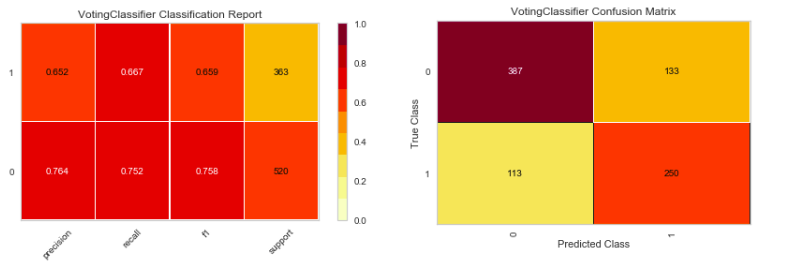 VotingClassifier Classification Report
1 0.652 0.667 0.659 363
0 0.764 0.752 0.758 520
precision recall f1 support
1.0
0.8
0.6
0.4
0.2
0.0
VotingClassifier Confusion Matrix
True Class
0 387 133
1 113 250
0 1
Predicted Class